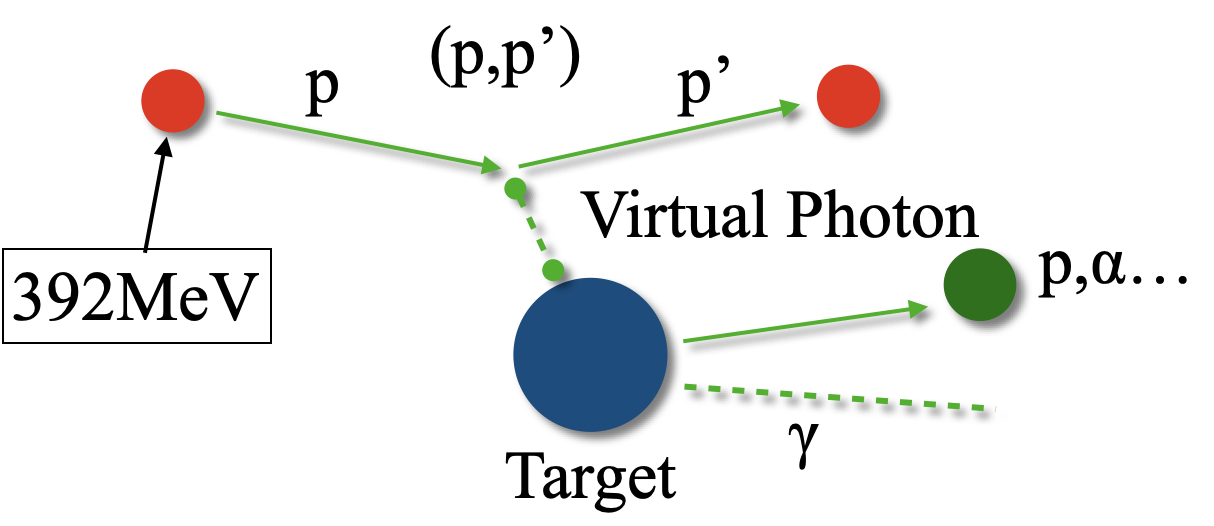 (p,p’)
p
p’
Virtual Photon
392MeV
p,α…
γ
Target